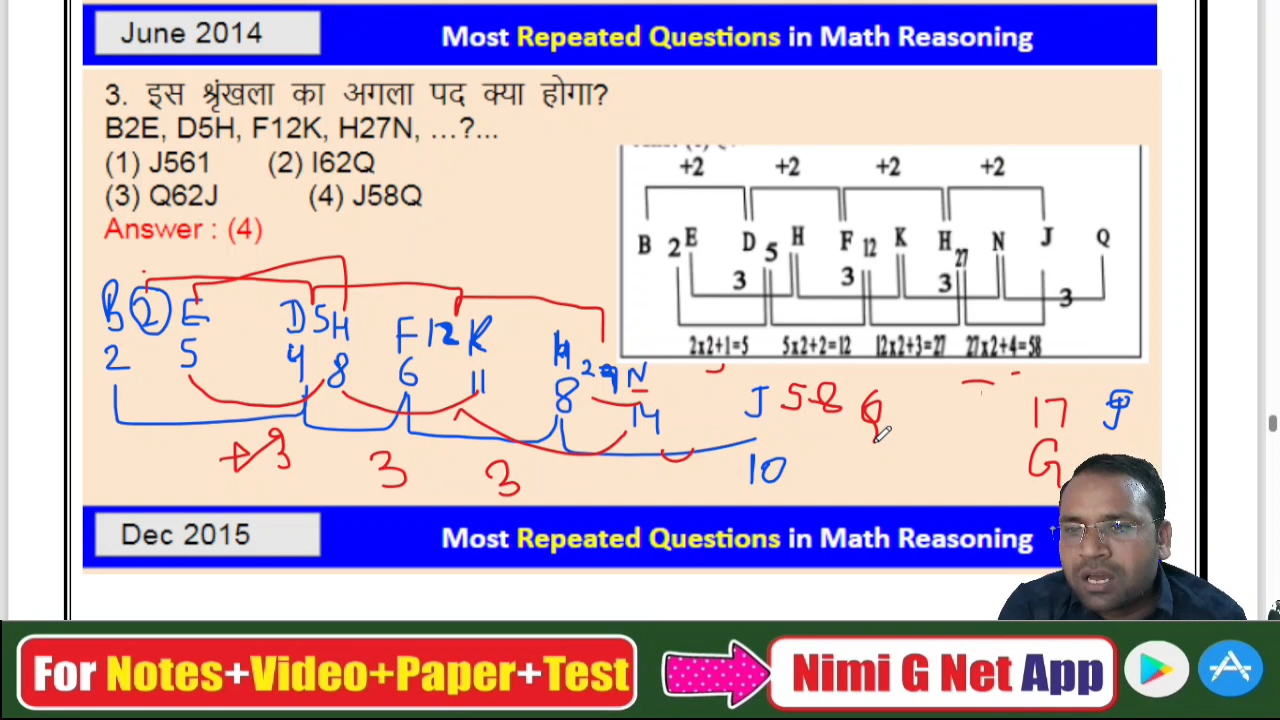 June 2014 Most Repeated Questions in Math Reasoning
3. इस श्रृंखला का अगला पद क्या होगा?
B2E, D5H, F12K, H27N, ...?...
(1) J561 (2) I62Q
(3) Q62J (4) J58Q
Answer : (4)
+2 +2 +2 +2
B 2 E D 5 H F 12 K H 27 N J Q
3 3 3 3
2x2+1=5 5x2+2=12 12x2+3=27 27x2+4=58
B 2 E D 5 H F 12 K H N J 58 Q
2 5 4 8 6 11 8 14 10 17
3 3 3 G
Dec 2015 Most Repeated Questions in Math Reasoning
For Notes+Video+Paper+Test Nimi G Net App